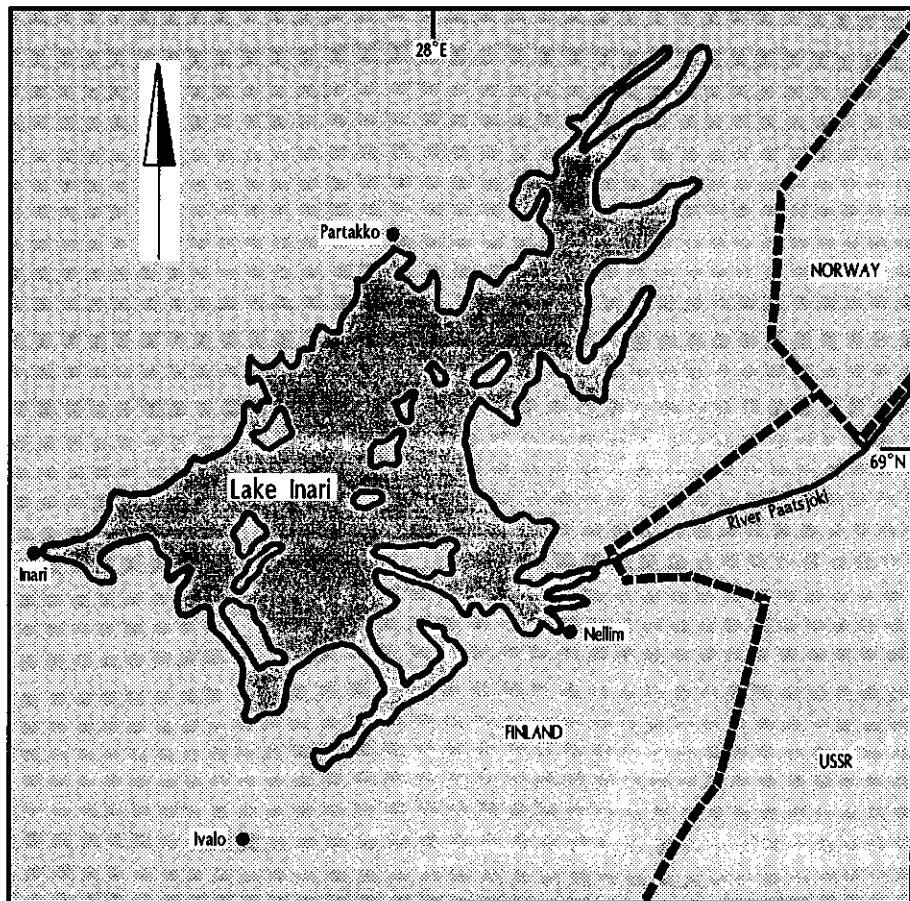 28°E
Partakko
NORWAY
69°N
Lake Inari
River Paatsjoki
Inari
Nellim
FINLAND
USSR
Ivalo